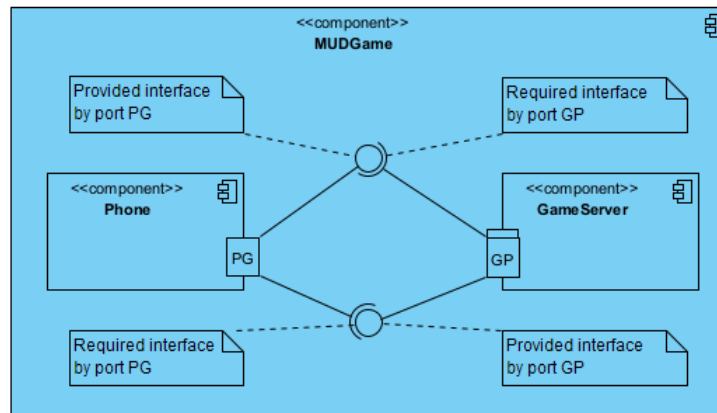 <<component>>
MUDGame
Provided interface
by port PG
Required interface
by port GP
<<component>>
Phone
<<component>>
GameServer
PG
GP
Required interface
by port PG
Provided interface
by port GP